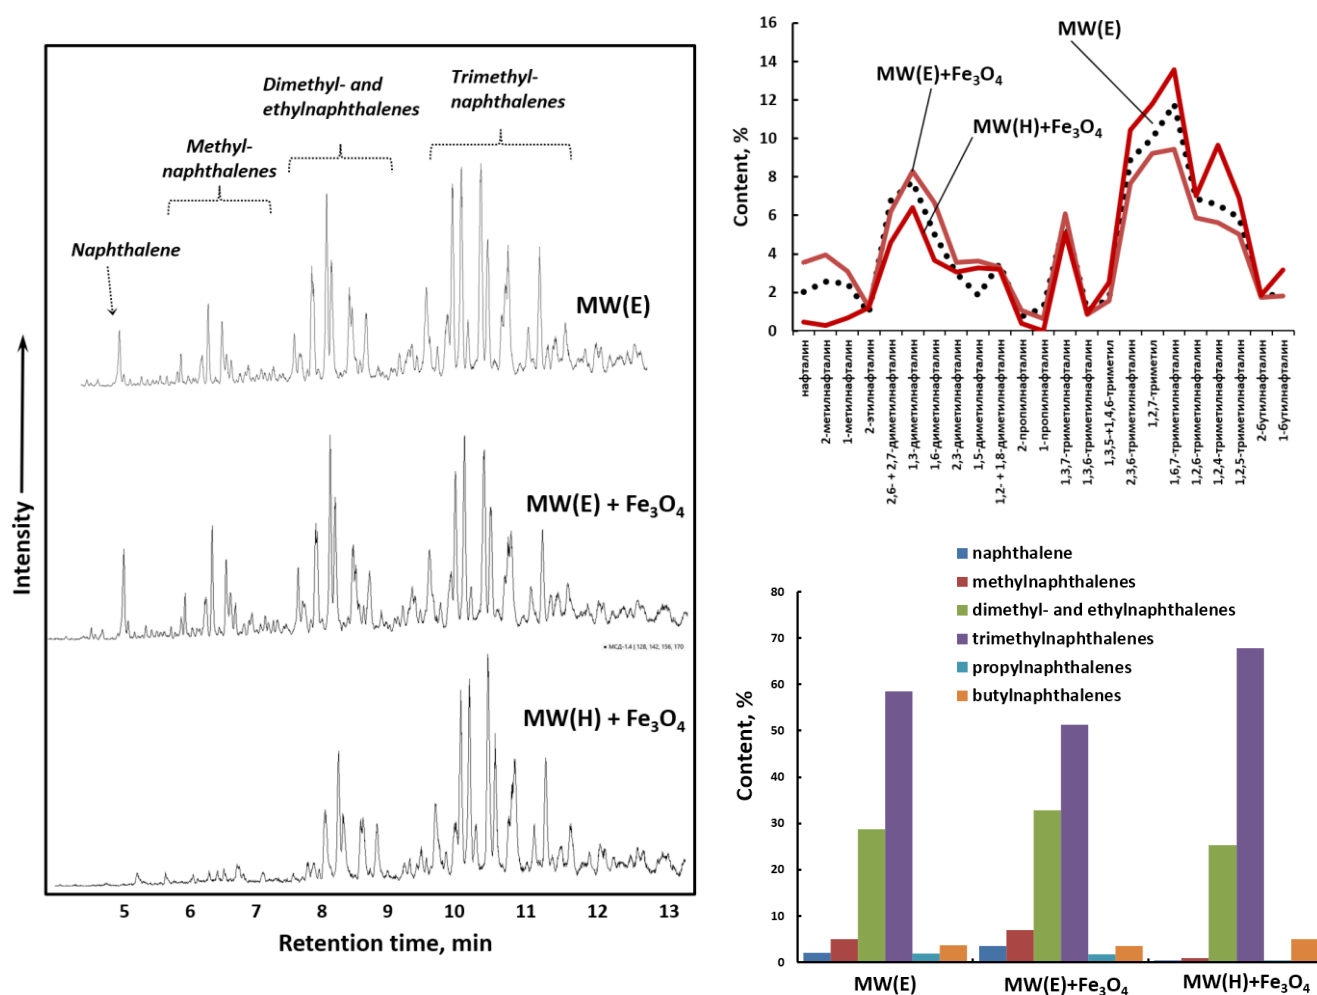 Dimethyl- and
ethylnaphthalenes
Trimethyl-
naphthalenes
Methyl-
naphthalenes
Naphthalene
MW(E)
MW(E) + Fe₃O₄
• МСД-1.4 | 128, 142, 156, 170
MW(H) + Fe₃O₄
Intensity
5 6 7 8 9 10 11 12 13
Retention time, min
16
14
12
10
8
6
4
2
0
Content, %
MW(E)
MW(E)+Fe₃O₄
MW(H)+Fe₃O₄
нафталин
2-метилнафталин
1-метилнафталин
2-этилнафталин
2,6- + 2,7-диметилнафталин
1,3-диметилнафталин
1,6-диметилнафталин
2,3-диметилнафталин
1,5-диметилнафталин
1,2- + 1,8-диметилнафталин
2-пропилнафталин
1-пропилнафталин
1,3,7-триметилнафталин
1,3,6-триметилнафталин
1,3,5-+1,4,6-триметил
2,3,6-триметилнафталин
1,2,7-триметил
1,6,7-триметилнафталин
1,2,6-триметилнафталин
1,2,4-триметилнафталин
1,2,5-триметилнафталин
2-бутилнафталин
1-бутилнафталин
naphthalene
methylnaphthalenes
dimethyl- and ethylnaphthalenes
trimethylnaphthalenes
propylnaphthalenes
butylnaphthalenes
80
70
60
50
40
30
20
10
0
Content, %
MW(E)
MW(E)+Fe₃O₄
MW(H)+Fe₃O₄